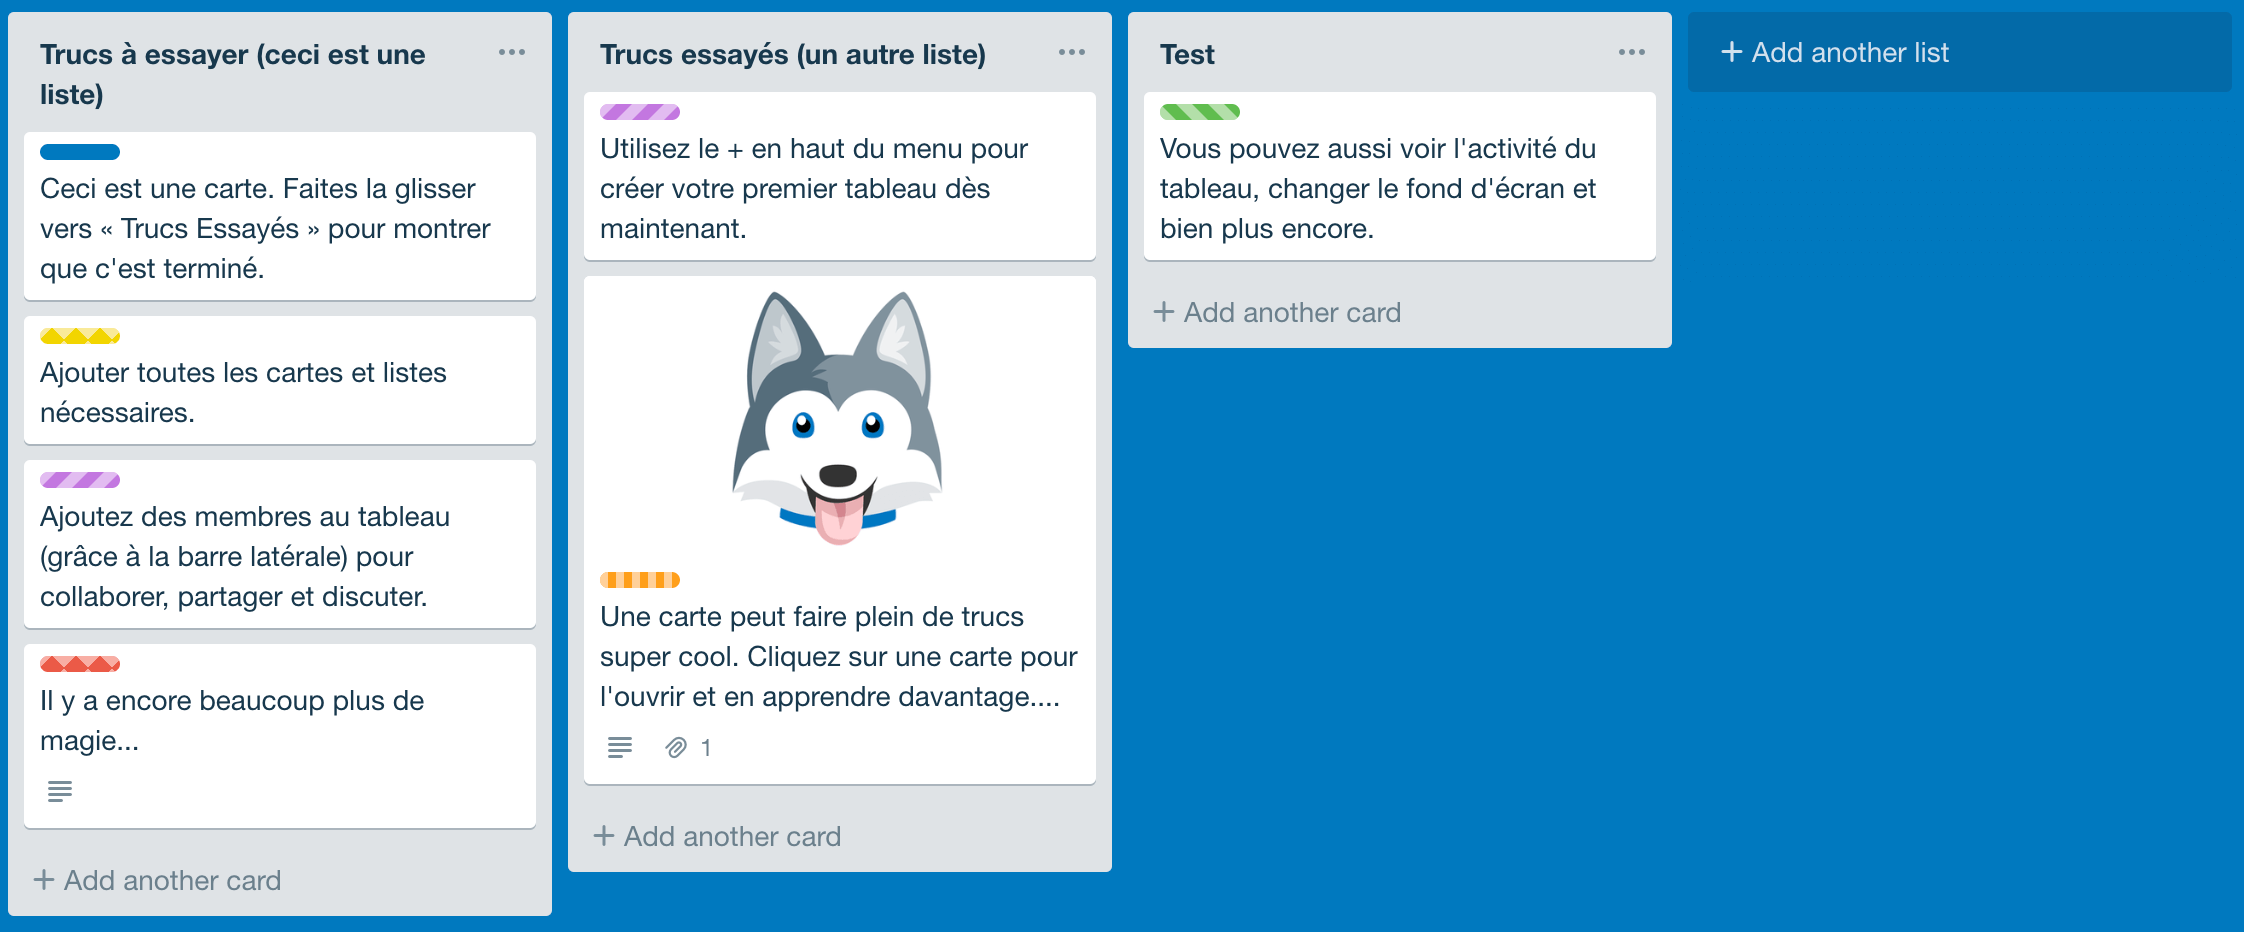 Trucs à essayer (ceci est une
liste)
Ceci est une carte. Faites la glisser
vers « Trucs Essayés » pour montrer
que c'est terminé.
Ajouter toutes les cartes et listes
nécessaires.
Ajoutez des membres au tableau
(grâce à la barre latérale) pour
collaborer, partager et discuter.
Il y a encore beaucoup plus de
magie...
+ Add another card
Trucs essayés (un autre liste)
Utilisez le + en haut du menu pour
créer votre premier tableau dès
maintenant.
Une carte peut faire plein de trucs
super cool. Cliquez sur une carte pour
l'ouvrir et en apprendre davantage....
1
+ Add another card
Test
Vous pouvez aussi voir l'activité du
tableau, changer le fond d'écran et
bien plus encore.
+ Add another card
+ Add another list